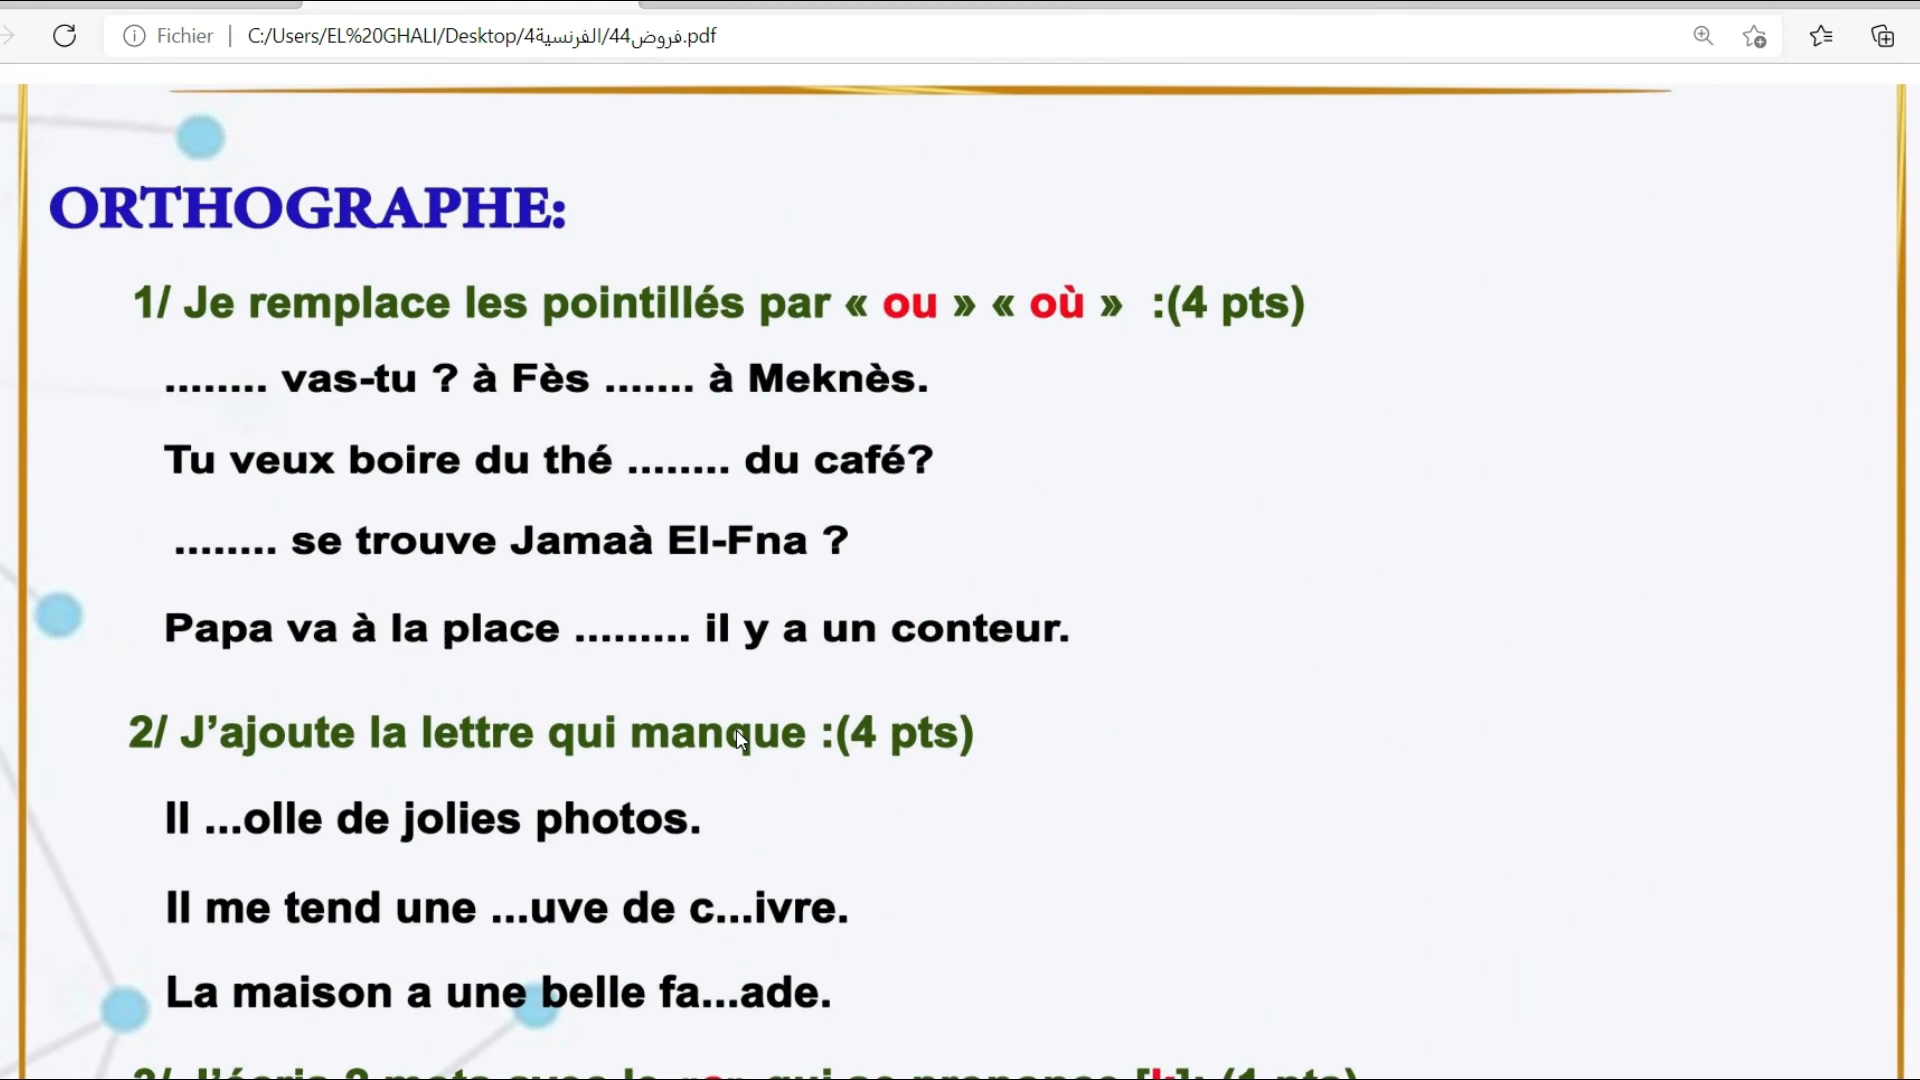 Fichier | C:/Users/EL%20GHALI/Desktop/4الفرنسية/44فروض.pdf
ORTHOGRAPHE:
1/ Je remplace les pointillés par « ou » « où » :(4 pts)
........ vas-tu ? à Fès ....... à Meknès.
Tu veux boire du thé ........ du café?
........ se trouve Jamaà El-Fna ?
Papa va à la place ......... il y a un conteur.
2/ J’ajoute la lettre qui manque :(4 pts)
Il ...olle de jolies photos.
Il me tend une ...uve de c...ivre.
La maison a une belle fa...ade.